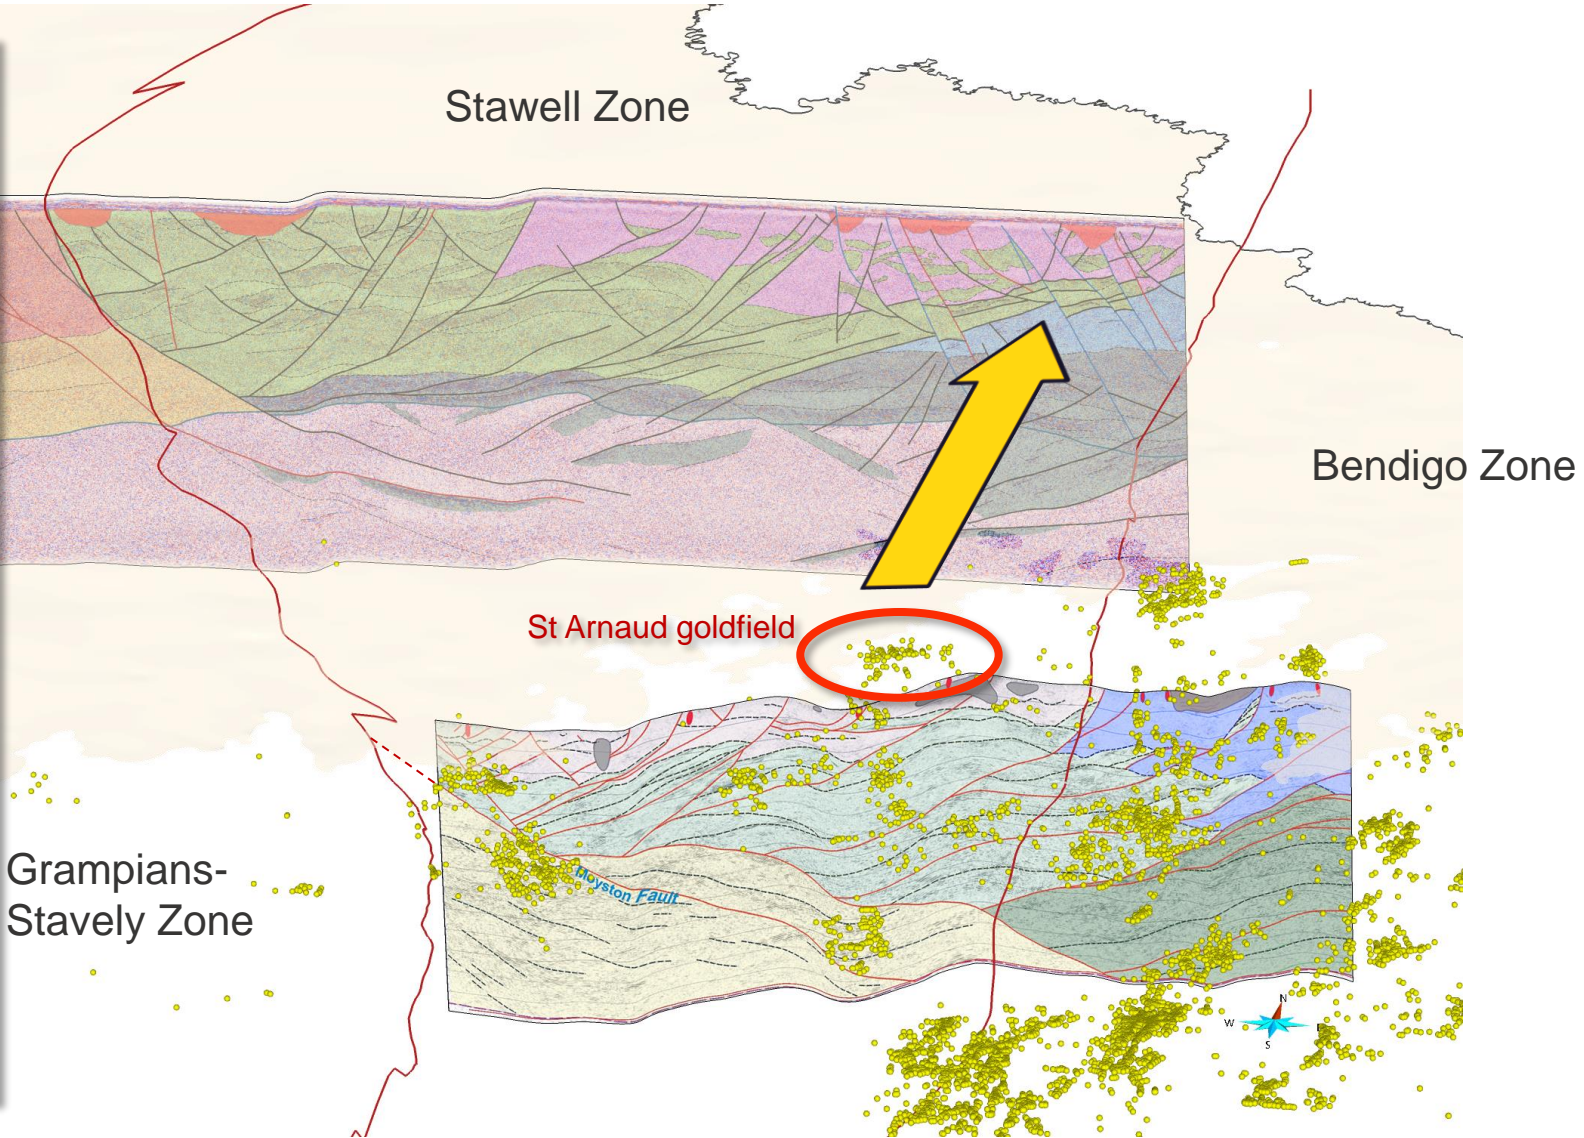 Stawell Zone
Bendigo Zone
St Arnaud goldfield
Moyston Fault
Grampians-
Stavely Zone
N
W
E
S